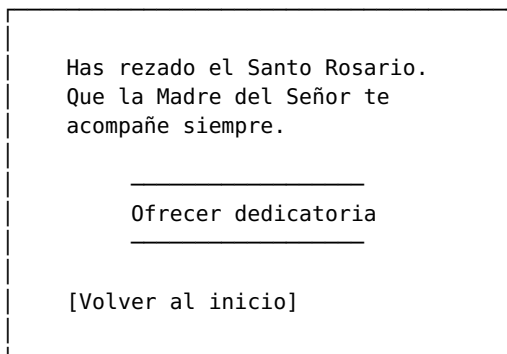 Has rezado el Santo Rosario.
Que la Madre del Señor te
acompañe siempre.
Ofrecer dedicatoria
[Volver al inicio]